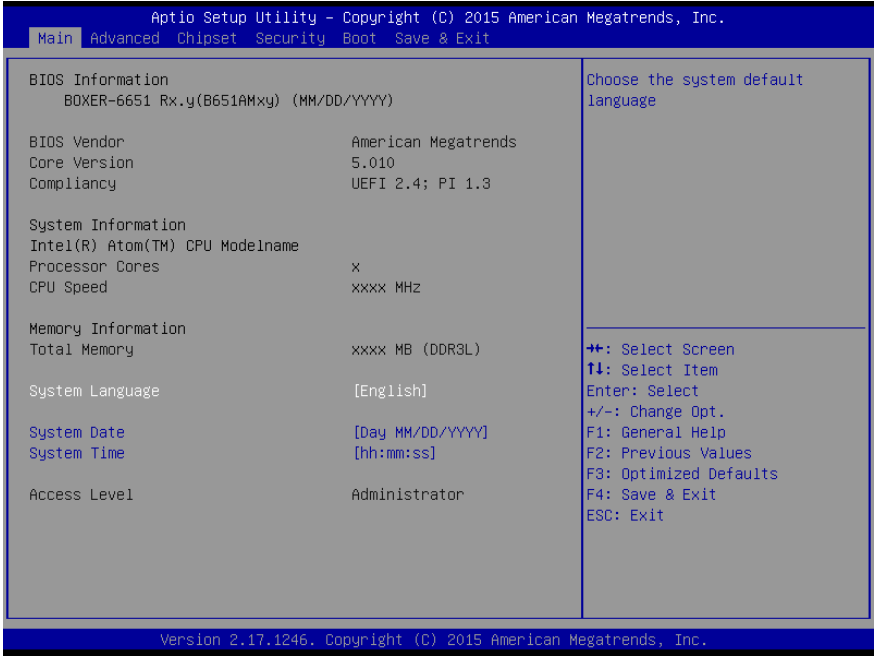 Aptio Setup Utility – Copyright (C) 2015 American Megatrends, Inc.
Main Advanced Chipset Security Boot Save & Exit
BIOS Information
BOXER-6651 Rx.y(B651AMxy) (MM/DD/YYYY)
BIOS Vendor American Megatrends
Core Version 5.010
Compliancy UEFI 2.4; PI 1.3
System Information
Intel(R) Atom(TM) CPU Modelname
Processor Cores x
CPU Speed xxxx MHz
Memory Information
Total Memory xxxx MB (DDR3L)
System Language [English]
System Date [Day MM/DD/YYYY]
System Time [hh:mm:ss]
Access Level Administrator
Choose the system default
language
→←: Select Screen
↑↓: Select Item
Enter: Select
+/-: Change Opt.
F1: General Help
F2: Previous Values
F3: Optimized Defaults
F4: Save & Exit
ESC: Exit
Version 2.17.1246. Copyright (C) 2015 American Megatrends, Inc.